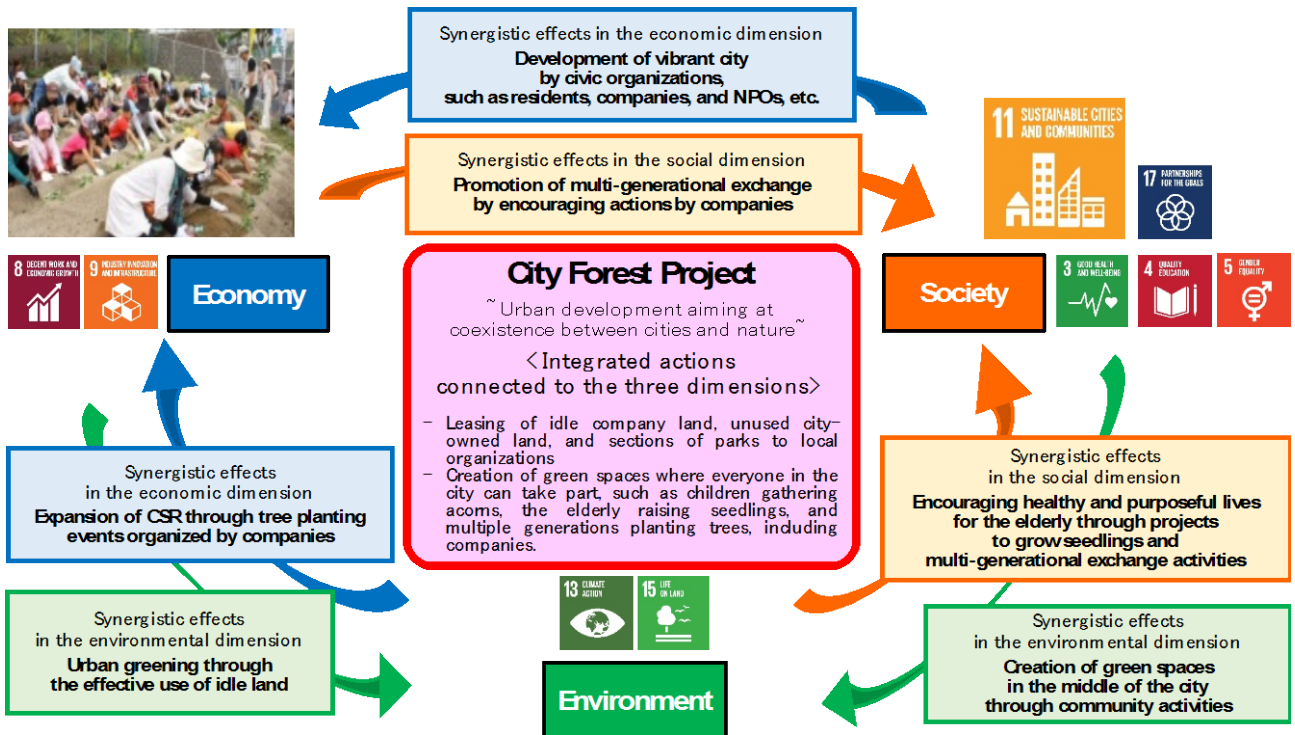 Synergistic effects in the economic dimension
Development of vibrant city
by civic organizations,
such as residents, companies, and NPOs, etc.
Synergistic effects in the social dimension
Promotion of multi-generational exchange
by encouraging actions by companies
11 SUSTAINABLE CITIES
AND COMMUNITIES
17 PARTNERSHIPS
FOR THE GOALS
8 DECENT WORK AND
ECONOMIC GROWTH
9 INDUSTRY, INNOVATION
AND INFRASTRUCTURE
Economy
City Forest Project
~Urban development aiming at
coexistence between cities and nature~
<Integrated actions
connected to the three dimensions>
- Leasing of idle company land, unused city-
owned land, and sections of parks to local
organizations
- Creation of green spaces where everyone in the
city can take part, such as children gathering
acorns, the elderly raising seedlings, and
multiple generations planting trees, including
companies.
Society
3 GOOD HEALTH
AND WELL-BEING
4 QUALITY
EDUCATION
5 GENDER
EQUALITY
Synergistic effects
in the economic dimension
Expansion of CSR through tree planting
events organized by companies
Synergistic effects
in the social dimension
Encouraging healthy and purposeful lives
for the elderly through projects
to grow seedlings and
multi-generational exchange activities
Synergistic effects
in the environmental dimension
Urban greening through
the effective use of idle land
13 CLIMATE
ACTION
15 LIFE
ON LAND
Environment
Synergistic effects
in the environmental dimension
Creation of green spaces
in the middle of the city
through community activities